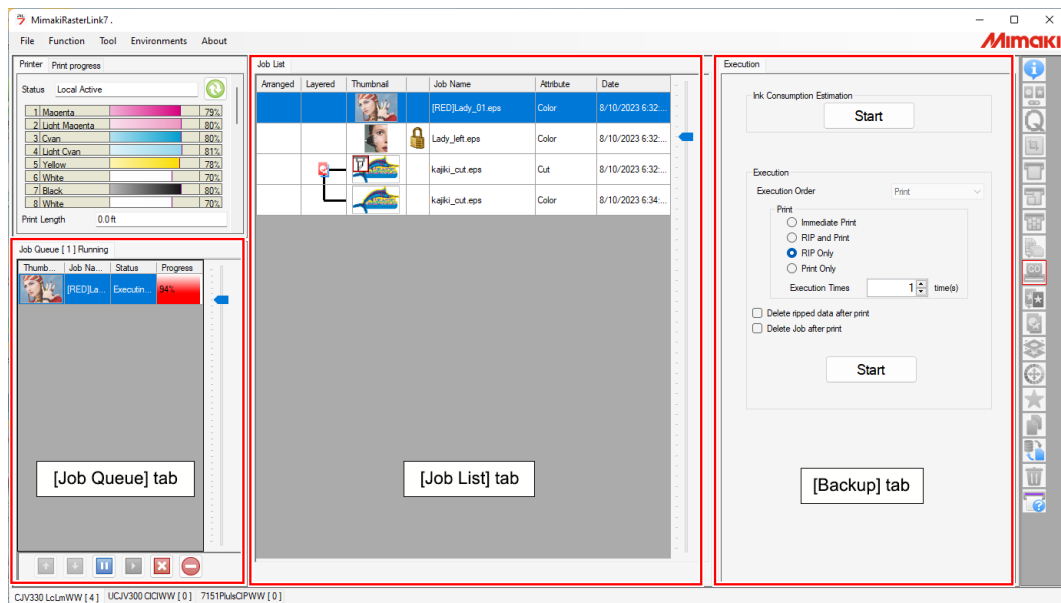 MimakiRasterLink7 .
File Function Tool Environments About
Mimaki
Printer Print progress
Status Local Active
1 Magenta 79%
2 Light Magenta 80%
3 Cyan 80%
4 Light Cyan 81%
5 Yellow 78%
6 White 70%
7 Black 80%
8 White 70%
Print Length 0.0 ft
Job Queue [ 1 ] Running
Thumb... Job Na... Status Progress
[RED]La... Executin... 94%
[Job Queue] tab
Job List
Arranged Layered Thumbnail Job Name Attribute Date
[RED]Lady_01.eps Color 8/10/2023 6:32:...
Lady_left.eps Color 8/10/2023 6:32:...
kajiki_cut.eps Cut 8/10/2023 6:32:...
kajiki_cut.eps Color 8/10/2023 6:34:...
[Job List] tab
Execution
Ink Consumption Estimation
Start
Execution
Execution Order Print
Print
Immediate Print
RIP and Print
RIP Only
Print Only
Execution Times 1 time(s)
Delete ripped data after print
Delete Job after print
Start
[Backup] tab
CJV330 LcLmWW [ 4 ] UCJV300 ClClWW [ 0 ] 7151PlulsClPWW [ 0 ]